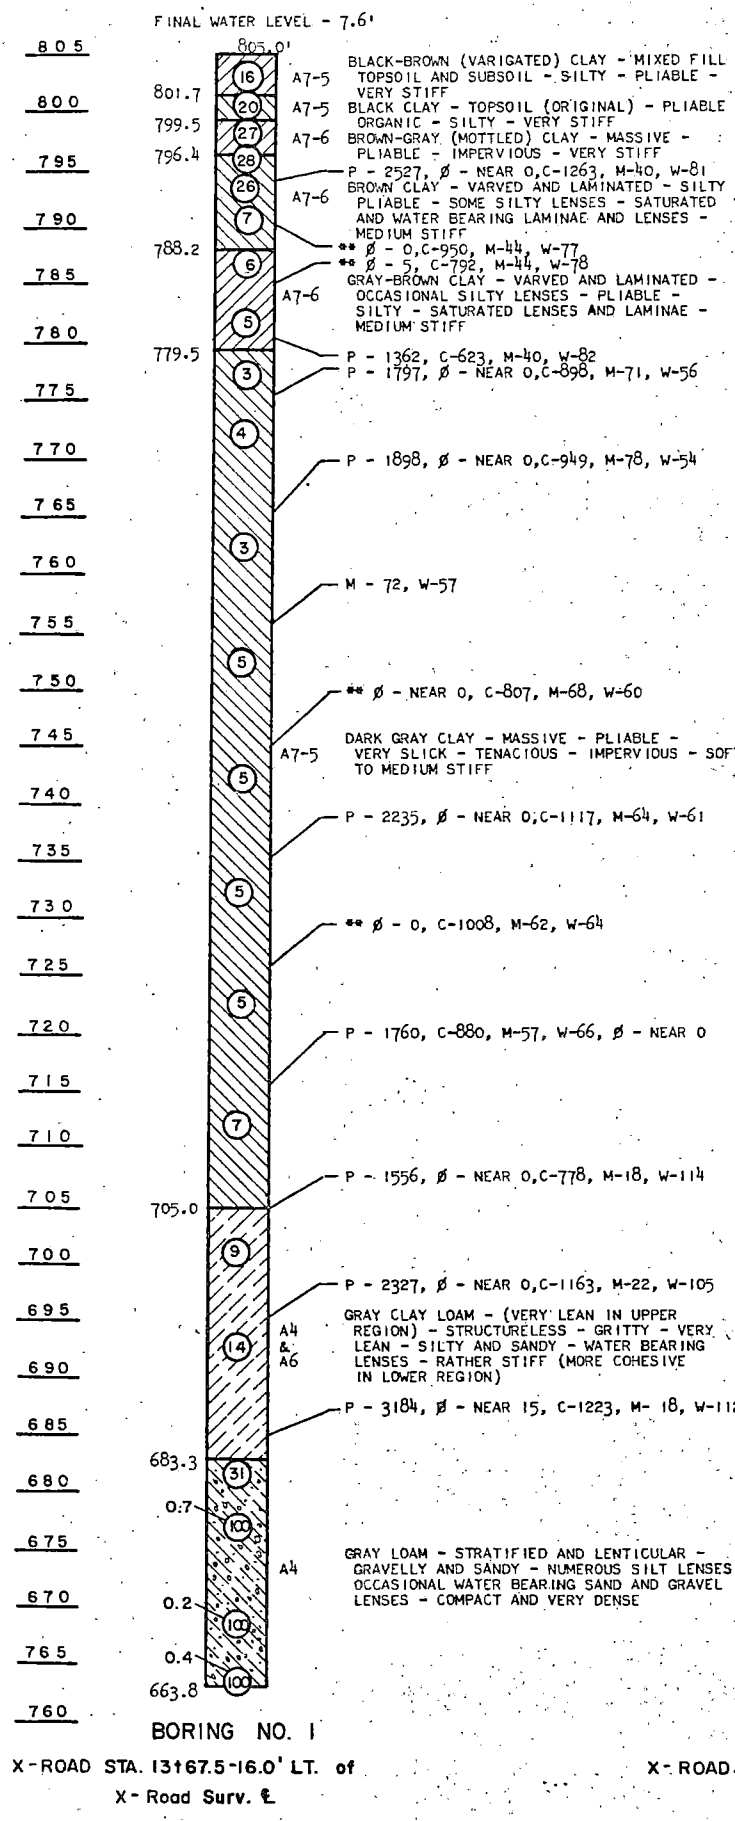 FINAL WATER LEVEL - 7.6'
805
805.0'
BLACK-BROWN (VARIGATED) CLAY - MIXED FILL
16
A7-5
TOPSOIL AND SUBSOIL - SILTY - PLIABLE -
VERY STIFF
801.7
800
20
A7-5
BLACK CLAY - TOPSOIL (ORIGINAL) - PLIABLE
ORGANIC - SILTY - VERY STIFF
799.5
27
A7-6
BROWN-GRAY (MOTTLED) CLAY - MASSIVE -
PLIABLE - IMPERVIOUS - VERY STIFF
796.4
795
28
P - 2527, Ø - NEAR 0,C-1263, M-40, W-81
26
A7-6
BROWN CLAY - VARVED AND LAMINATED - SILTY
PLIABLE - SOME SILTY LENSES - SATURATED
AND WATER BEARING LAMINAE AND LENSES -
MEDIUM STIFF
790
7
788.2
** Ø - 0,C-950, M-44, W-77
6
** Ø - 5, C-792, M-44, W-78
785
A7-6
GRAY-BROWN CLAY - VARVED AND LAMINATED -
OCCASIONAL SILTY LENSES - PLIABLE -
SILTY - SATURATED LENSES AND LAMINAE -
MEDIUM STIFF
5
780
779.5
P - 1362, C-623, M-40, W-82
3
P - 1797, Ø - NEAR 0,C-898, M-71, W-56
775
4
770
P - 1898, Ø - NEAR 0,C-949, M-78, W-54
765
3
760
M - 72, W-57
755
5
750
** Ø - NEAR 0, C-807, M-68, W-60
745
A7-5
DARK GRAY CLAY - MASSIVE - PLIABLE -
VERY SLICK - TENACIOUS - IMPERVIOUS - SOF
TO MEDIUM STIFF
5
740
P - 2235, Ø - NEAR 0,C-1117, M-64, W-61
735
5
730
** Ø - 0, C-1008, M-62, W-64
725
5
720
P - 1760, C-880, M-57, W-66, Ø - NEAR 0
715
7
710
P - 1556, Ø - NEAR 0,C-778, M-18, W-114
705
705.0
9
700
P - 2327, Ø - NEAR 0,C-1163, M-22, W-105
695
A4
&
A6
GRAY CLAY LOAM - (VERY LEAN IN UPPER
REGION) - STRUCTURELESS - GRITTY - VERY
LEAN - SILTY AND SANDY - WATER BEARING
LENSES - RATHER STIFF (MORE COHESIVE
IN LOWER REGION)
14
690
P - 3184, Ø - NEAR 15, C-1223, M- 18, W-112
685
683.3
31
680
0.7
100
675
A4
GRAY LOAM - STRATIFIED AND LENTICULAR -
GRAVELLY AND SANDY - NUMEROUS SILT LENSES
OCCASIONAL WATER BEARING SAND AND GRAVEL
LENSES - COMPACT AND VERY DENSE
670
0.2
100
765
0.4
100
663.8
760
BORING NO. 1
X-ROAD STA. 13+67.5-16.0' LT. of
X-ROAD
X-Road Surv. ℄